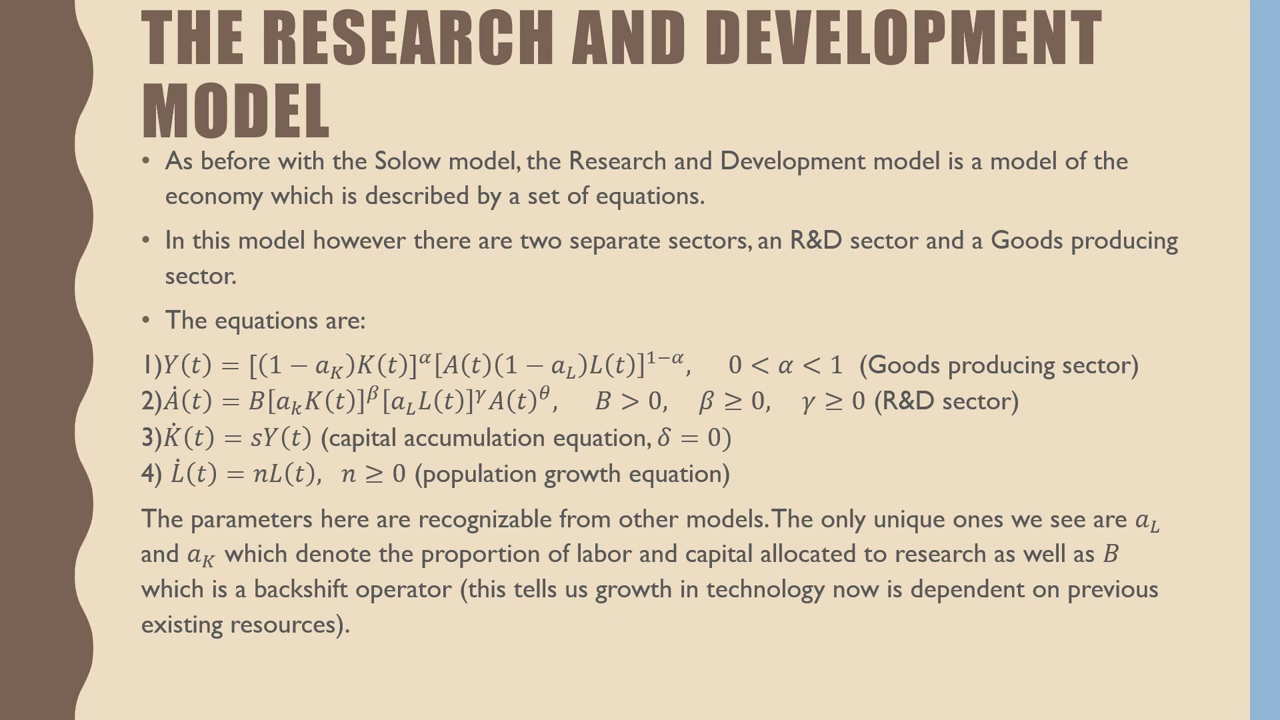 THE RESEARCH AND DEVELOPMENT
MODEL
• As before with the Solow model, the Research and Development model is a model of the
economy which is described by a set of equations.
• In this model however there are two separate sectors, an R&D sector and a Goods producing
sector.
• The equations are:
1)Y(t) = [(1 − a_K)K(t)]^α[A(t)(1 − a_L)L(t)]^{1−α}, 0 < α < 1 (Goods producing sector)
2)Ȧ(t) = B[a_kK(t)]^β[a_LL(t)]^γA(t)^θ, B > 0, β ≥ 0, γ ≥ 0 (R&D sector)
3)K̇(t) = sY(t) (capital accumulation equation, δ = 0)
4) L̇(t) = nL(t), n ≥ 0 (population growth equation)
The parameters here are recognizable from other models. The only unique ones we see are a_L
and a_K which denote the proportion of labor and capital allocated to research as well as B
which is a backshift operator (this tells us growth in technology now is dependent on previous
existing resources).